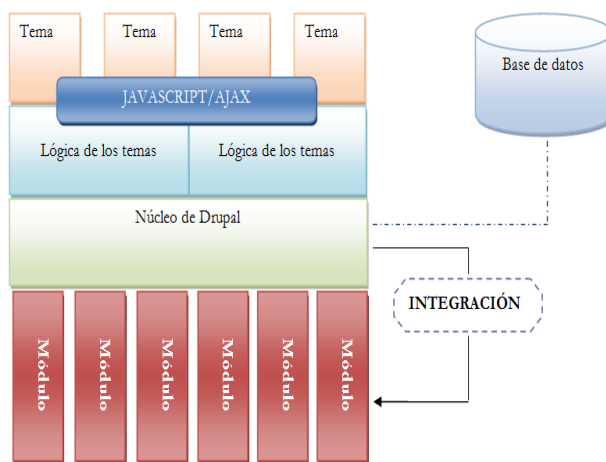 Tema
Tema
Tema
Tema
JAVASCRIPT/AJAX
Base de datos
Lógica de los temas
Lógica de los temas
Núcleo de Drupal
INTEGRACIÓN
Módulo
Módulo
Módulo
Módulo
Módulo
Módulo